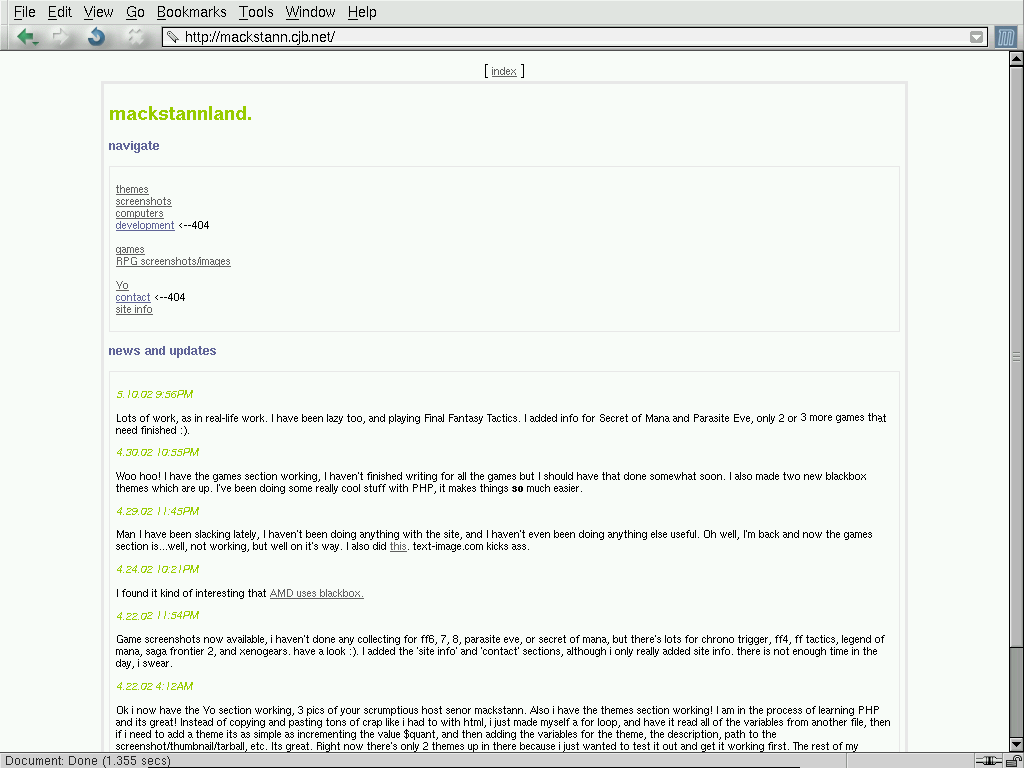 File Edit View Go Bookmarks Tools Window Help
http://mackstann.cjb.net/
[ index ]
mackstannland.
navigate
themes
screenshots
computers
development <--404
games
RPG screenshots/images
Yo
contact <--404
site info
news and updates
5.10.02 9:56PM
Lots of work, as in real-life work. I have been lazy too, and playing Final Fantasy Tactics. I added info for Secret of Mana and Parasite Eve, only 2 or 3 more games that
need finished :).
4.30.02 10:55PM
Woo hoo! I have the games section working, I haven't finished writing for all the games but I should have that done somewhat soon. I also made two new blackbox
themes which are up. I've been doing some really cool stuff with PHP, it makes things so much easier.
4.29.02 11:45PM
Man I have been slacking lately, I haven't been doing anything with the site, and I haven't even been doing anything else useful. Oh well, I'm back and now the games
section is...well, not working, but well on it's way. I also did this. text-image.com kicks ass.
4.24.02 10:21PM
I found it kind of interesting that AMD uses blackbox.
4.22.02 11:54PM
Game screenshots now available, i haven't done any collecting for ff6, 7, 8, parasite eve, or secret of mana, but there's lots for chrono trigger, ff4, ff tactics, legend of
mana, saga frontier 2, and xenogears. have a look :). I added the 'site info' and 'contact' sections, although i only really added site info. there is not enough time in the
day, i swear.
4.22.02 4:12AM
Ok i now have the Yo section working, 3 pics of your scrumptious host senor mackstann. Also i have the themes section working! I am in the process of learning PHP
and its great! Instead of copying and pasting tons of crap like i had to with html, i just made myself a for loop, and have it read all of the variables from another file, then
if i need to add a theme its as simple as incrementing the value $quant, and then adding the variables for the theme, the description, path to the
screenshot/thumbnail/tarball, etc. Its great. Right now there's only 2 themes up in there because i just wanted to test it out and get it working first. The rest of my
Document: Done (1.355 secs)